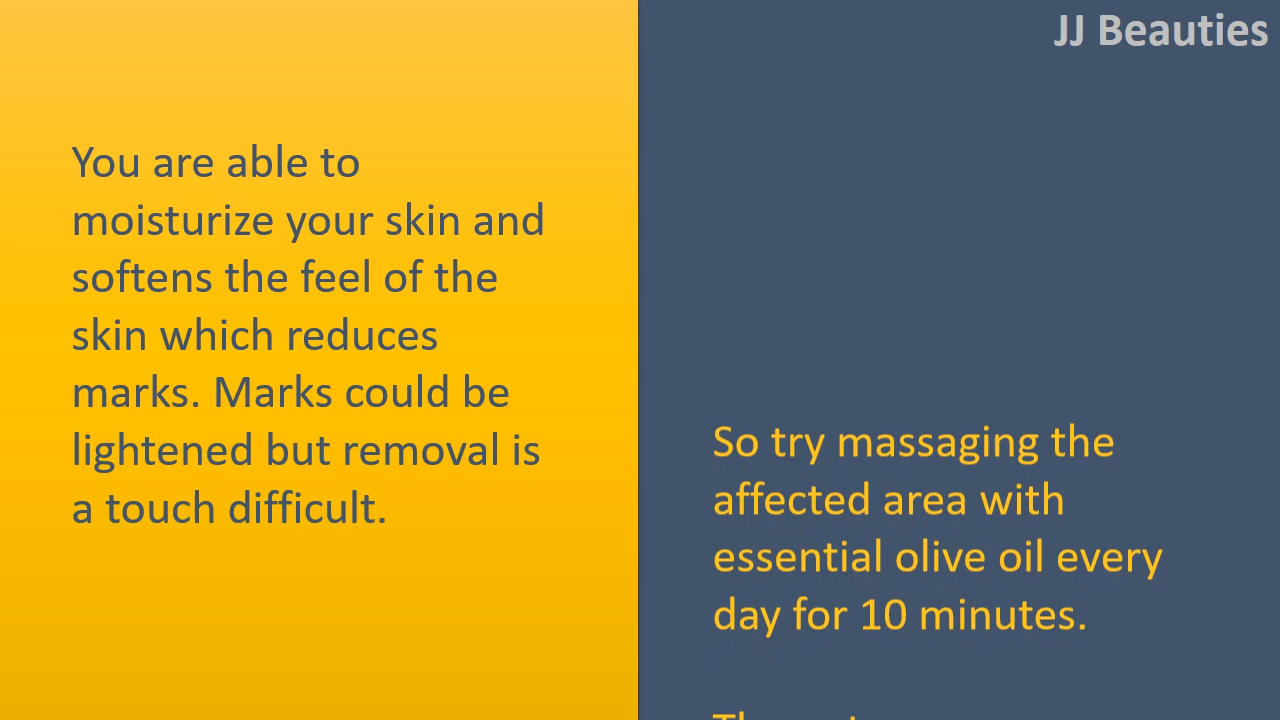 JJ Beauties
You are able to
moisturize your skin and
softens the feel of the
skin which reduces
marks. Marks could be
lightened but removal is
a touch difficult.
So try massaging the
affected area with
essential olive oil every
day for 10 minutes.